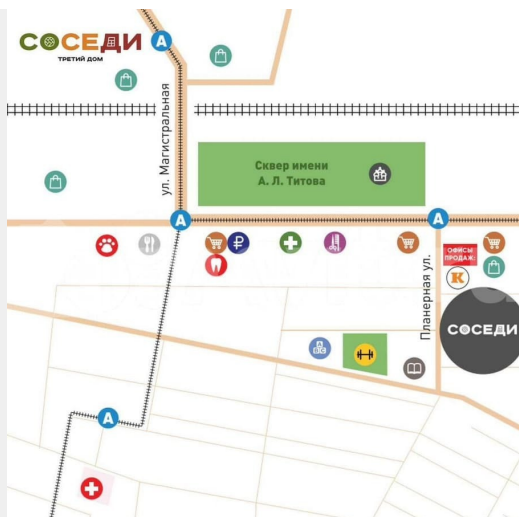 СОСЕДИ
ТРЕТИЙ ДОМ
А
ул. Магистральная
Сквер имени
А. Л. Титова
А
А
₽
ОФИСЫ
ПРОДАЖ:
К
Планерная ул.
СОСЕДИ
А